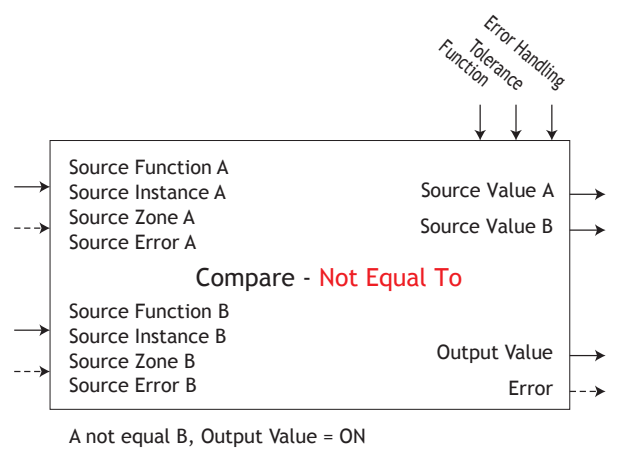 Function
Tolerance
Error Handling
Source Function A
Source Instance A
Source Zone A
Source Error A
Source Value A
Source Value B
Compare - Not Equal To
Source Function B
Source Instance B
Source Zone B
Source Error B
Output Value
Error
A not equal B, Output Value = ON